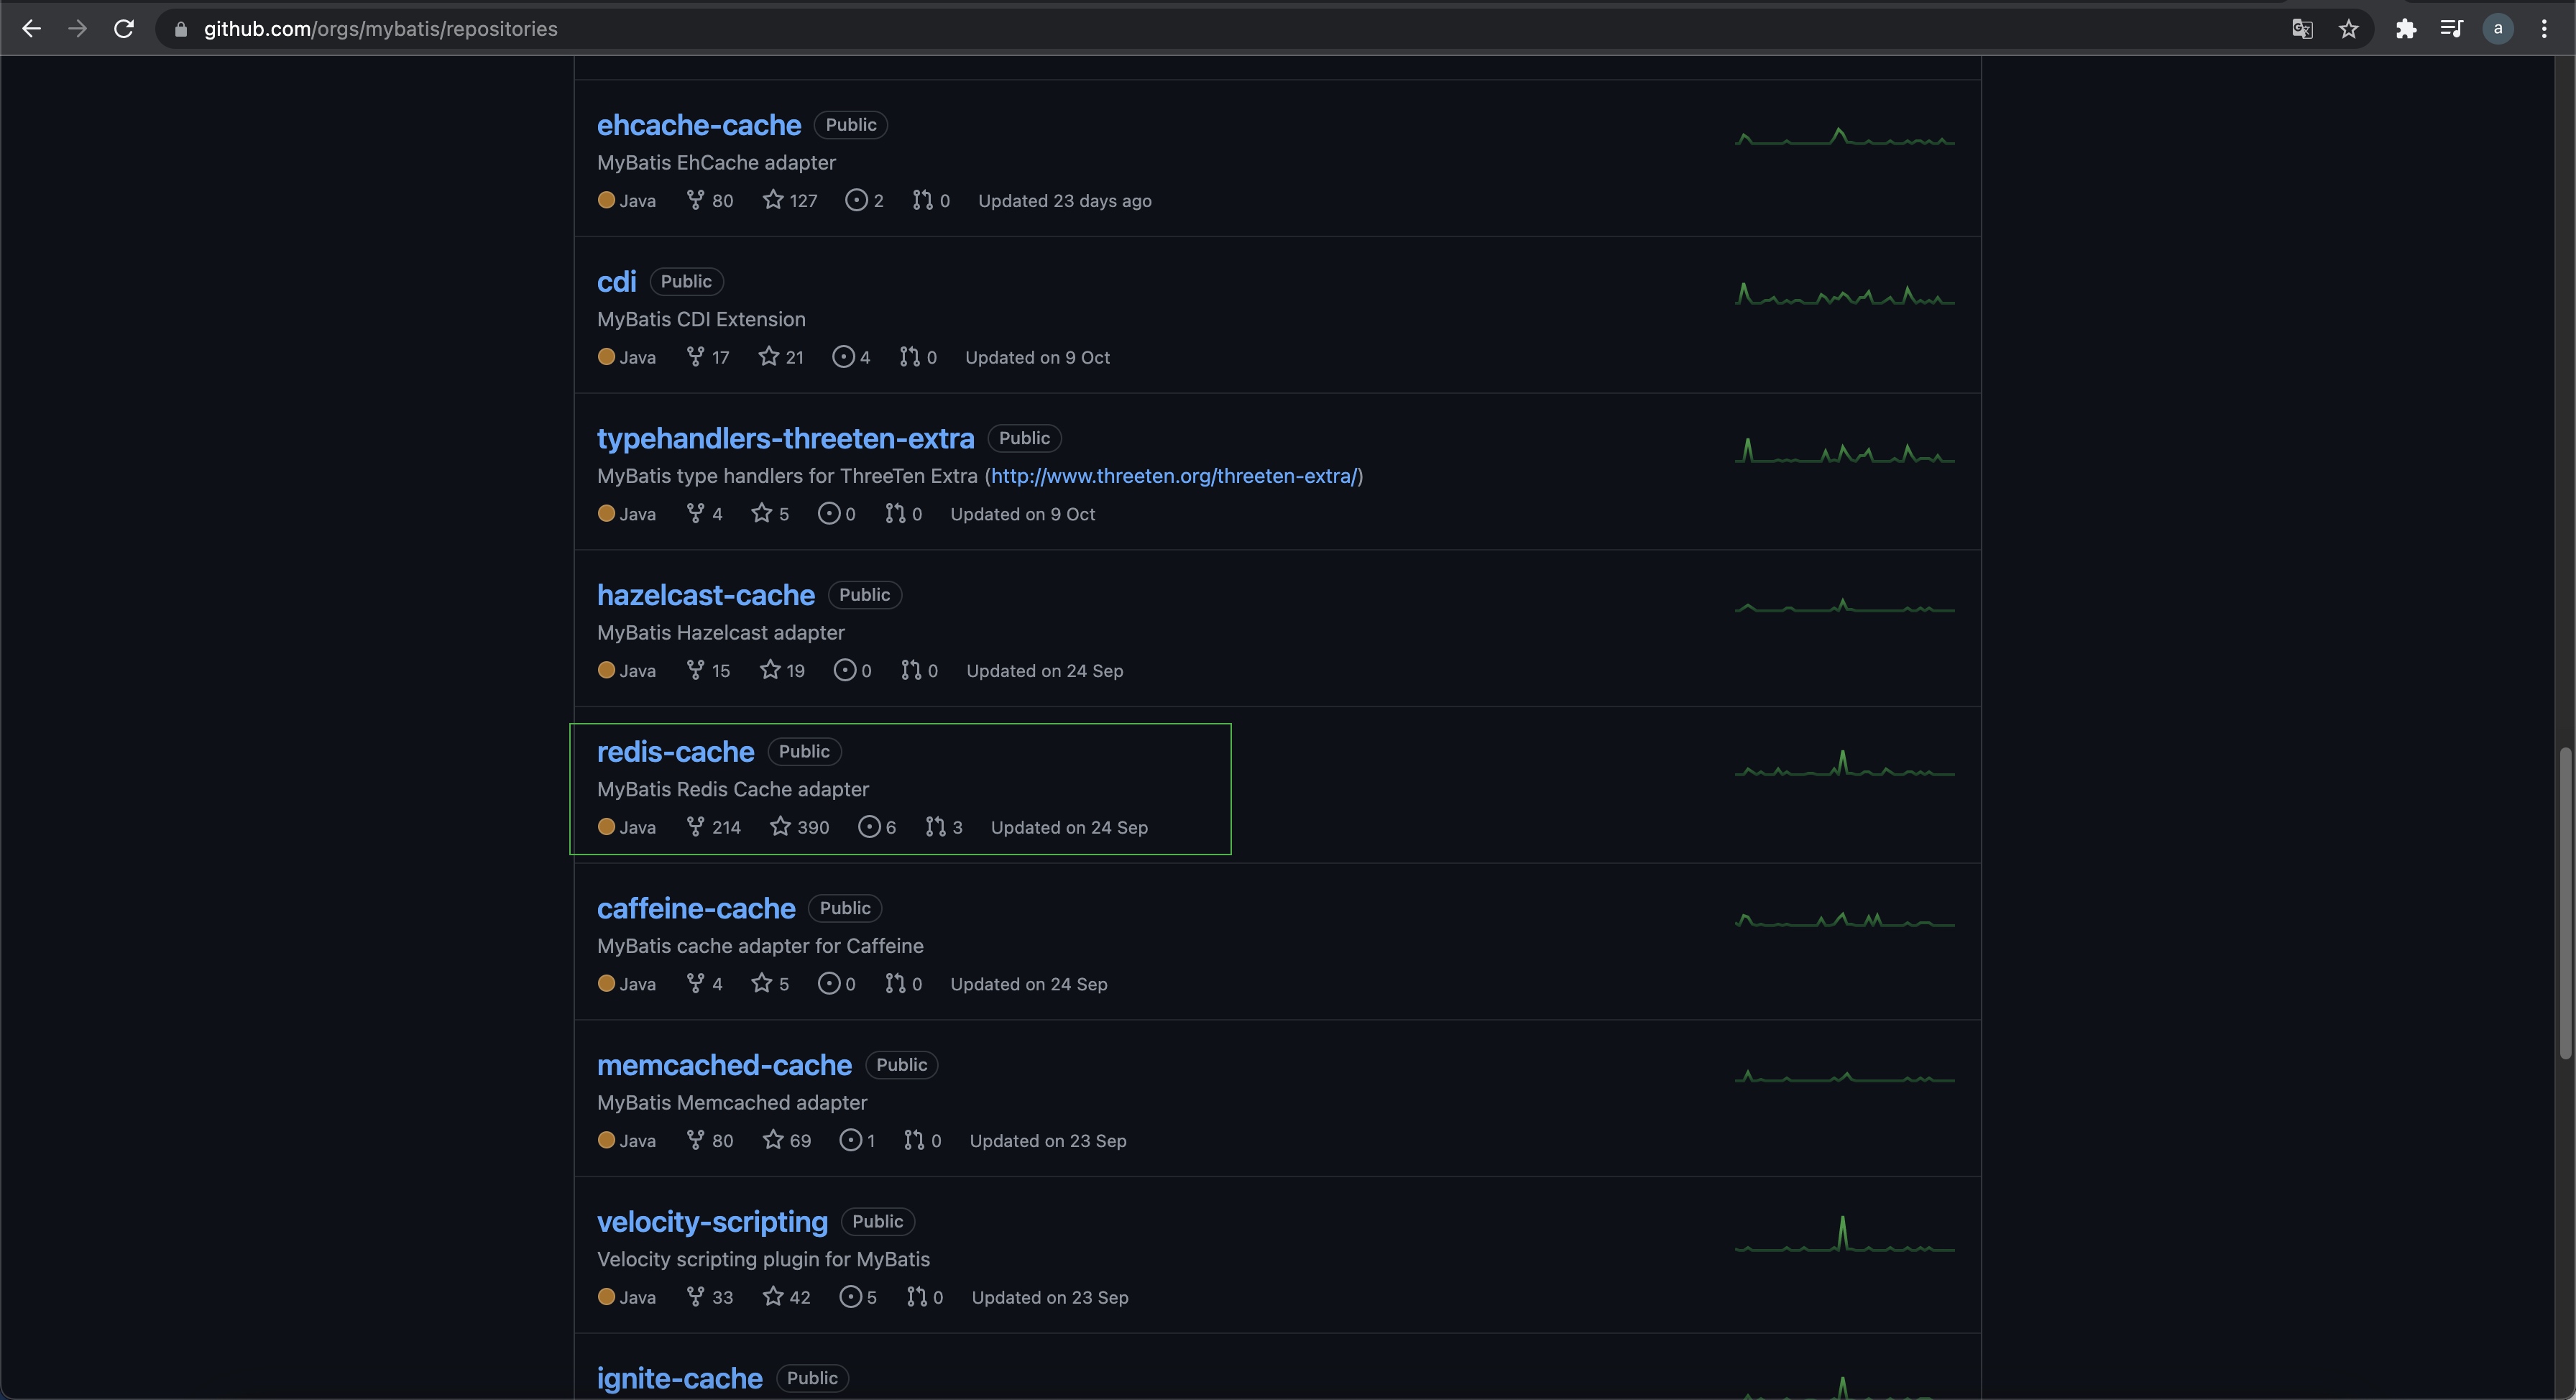 github.com/orgs/mybatis/repositories
a
ehcache-cache Public
MyBatis EhCache adapter
Java 80 127 2 0 Updated 23 days ago
cdi Public
MyBatis CDI Extension
Java 17 21 4 0 Updated on 9 Oct
typehandlers-threeten-extra Public
MyBatis type handlers for ThreeTen Extra (http://www.threeten.org/threeten-extra/)
Java 4 5 0 0 Updated on 9 Oct
hazelcast-cache Public
MyBatis Hazelcast adapter
Java 15 19 0 0 Updated on 24 Sep
redis-cache Public
MyBatis Redis Cache adapter
Java 214 390 6 3 Updated on 24 Sep
caffeine-cache Public
MyBatis cache adapter for Caffeine
Java 4 5 0 0 Updated on 24 Sep
memcached-cache Public
MyBatis Memcached adapter
Java 80 69 1 0 Updated on 23 Sep
velocity-scripting Public
Velocity scripting plugin for MyBatis
Java 33 42 5 0 Updated on 23 Sep
ignite-cache Public